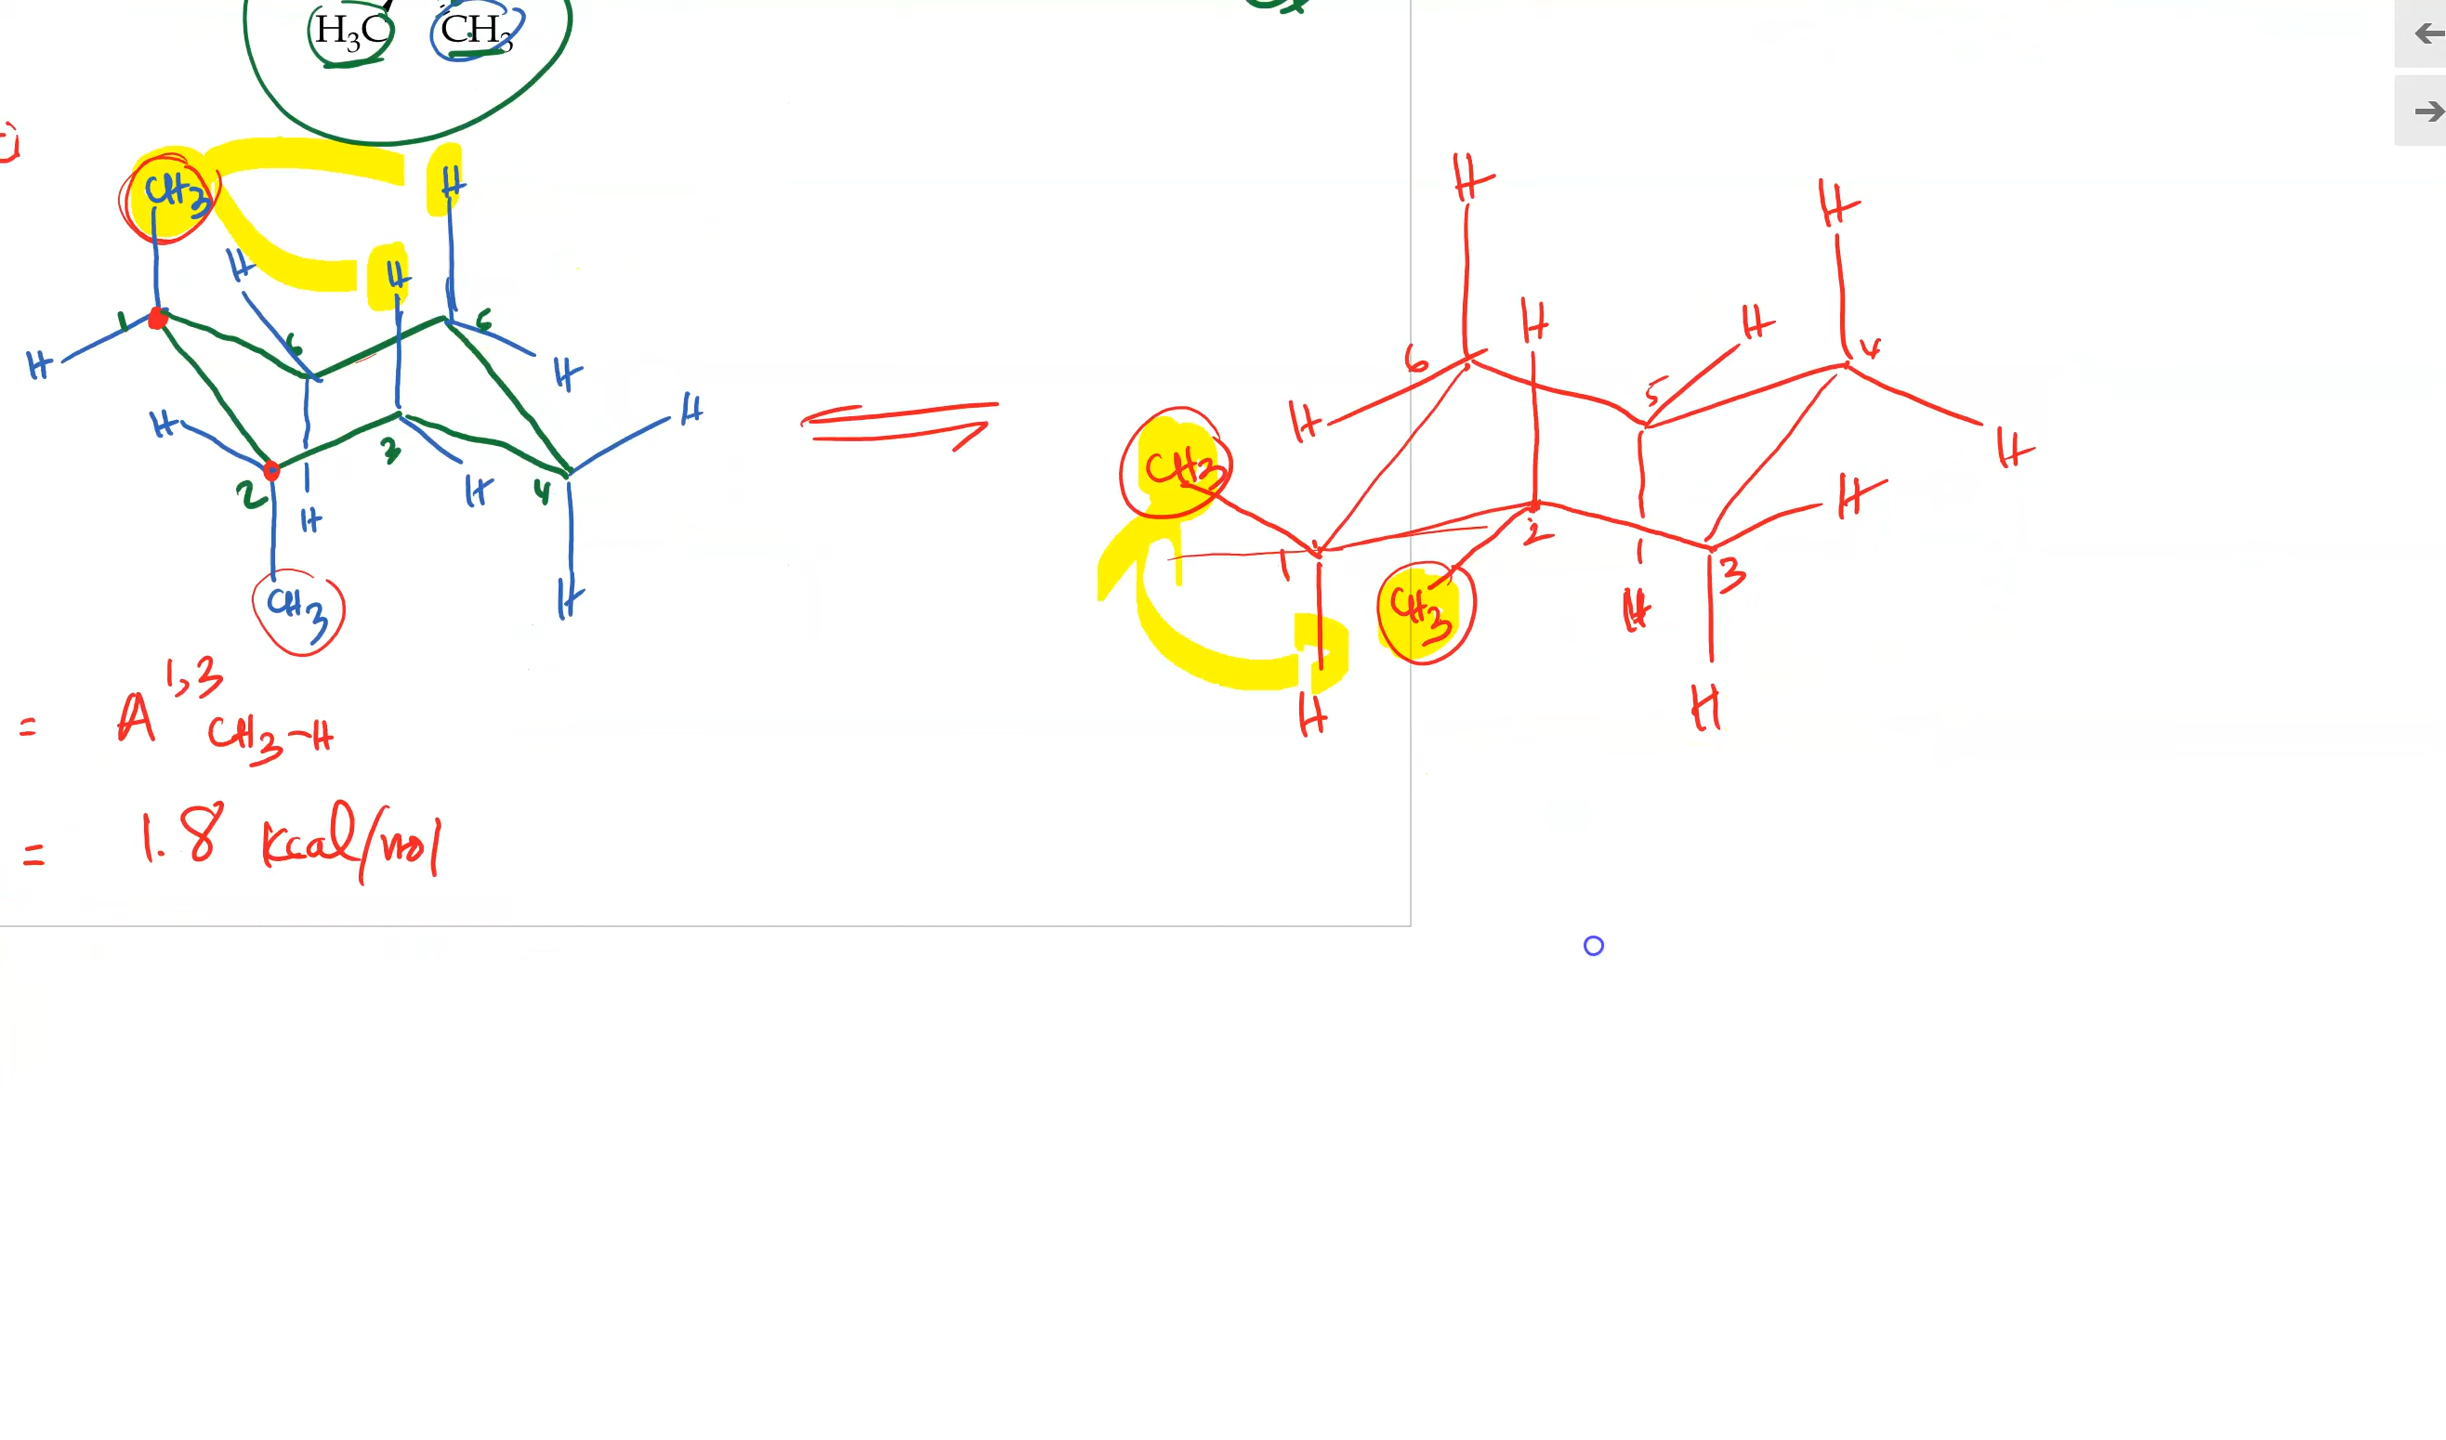 H₃C CH₃
CH₃ H
H H
1 6 5
H H
H H
2 3 H 4
H
CH₃ H
= A¹,³ CH₃-H
= 1.8 kcal/mol
H H
H H
6 5 4
H H
CH₃ H
1 2
CH₃ H 3
H H